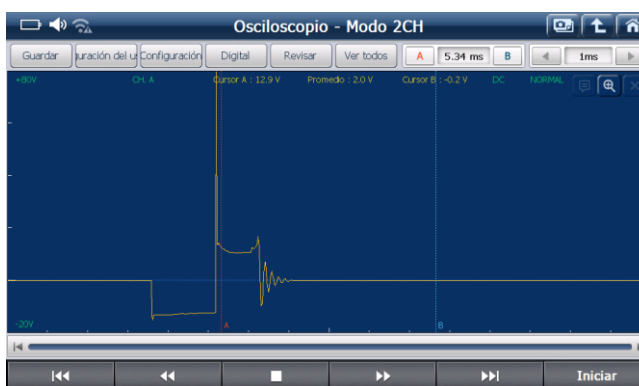 Osciloscopio - Modo 2CH
Guardar uración del u Configuración Digital Revisar Ver todos A 5.34 ms B 1ms
+80V CH. A Cursor A : 12.9 V Promedio : 2.0 V Cursor B : -0.2 V DC NORMAL
-20V A B
Iniciar